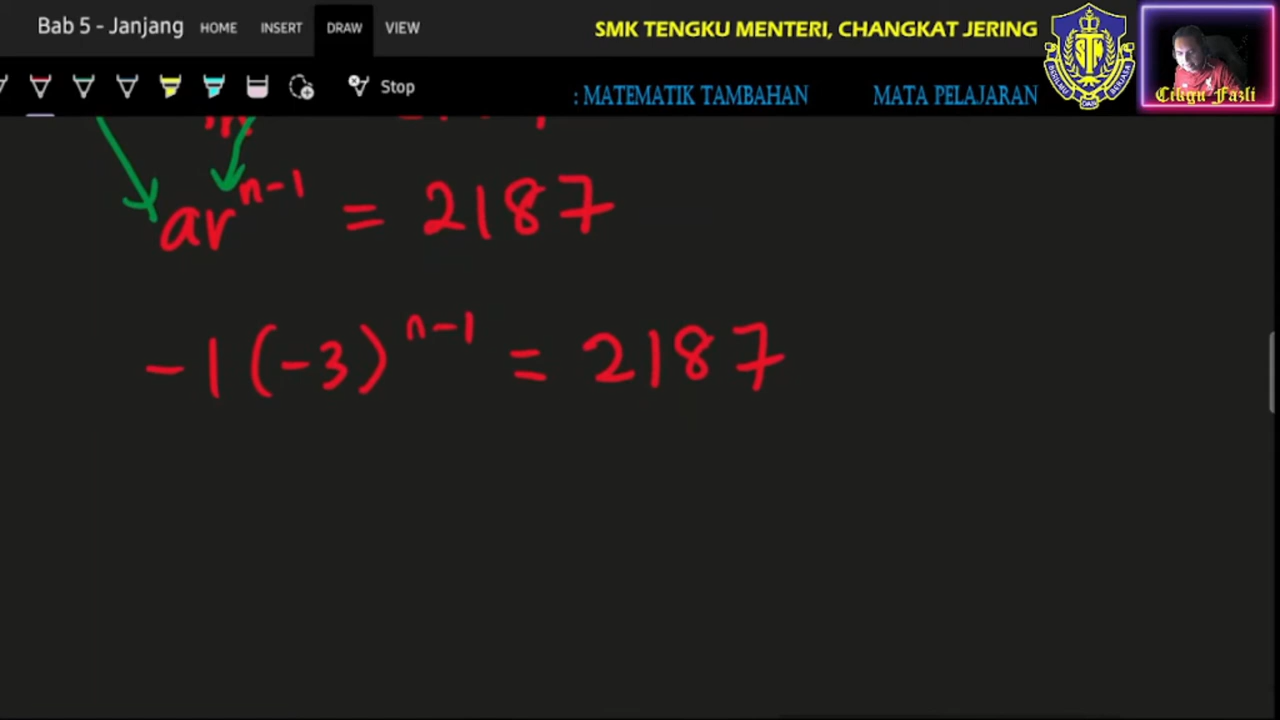 Bab 5 - Janjang HOME INSERT DRAW VIEW
SMK TENGKU MENTERI, CHANGKAT JERING
Stop
: MATEMATIK TAMBAHAN MATA PELAJARAN
Cikgu Fazli
ar^{n-1} = 2187
-1(-3)^{n-1} = 2187